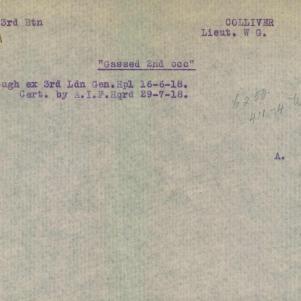 3rd Btn COLLIVER
Lieut. W G.
"Gassed 2nd occ"
ugh ex 3rd Ldn Gen.Hpl 16-6-18.
Cert. by A.I.F.Hqrd 29-7-18.
A.